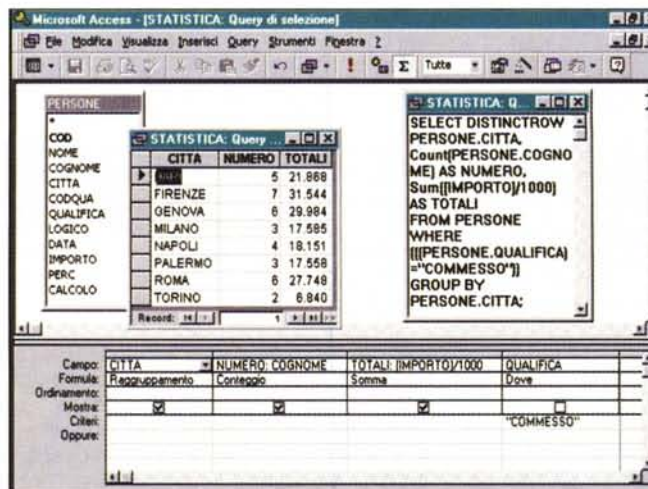 Microsoft Access - [STATISTICA: Query di selezione]
File Modifica Visualizza Inserisci Query Strumenti Finestra ?
Σ Tutte
PERSONE
*
COD
NOME
COGNOME
CITTA
CODQUA
QUALIFICA
LOGICO
DATA
IMPORTO
PERC
CALCOLO
STATISTICA: Query ...
CITTA NUMERO TOTALI
5 21.868
FIRENZE 7 31.544
GENOVA 6 29.984
MILANO 3 17.585
NAPOLI 4 18.151
PALERMO 3 17.558
ROMA 6 27.748
TORINO 2 6.840
Record: 1
STATISTICA: Q...
SELECT DISTINCTROW
PERSONE.CITTA,
Count(PERSONE.COGNO
ME) AS NUMERO,
Sum([IMPORTO]/1000)
AS TOTALI
FROM PERSONE
WHERE
(((PERSONE.QUALIFICA)
="COMMESSO"))
GROUP BY
PERSONE.CITTA;
Campo: CITTA NUMERO: COGNOME TOTALI: [IMPORTO]/1000 QUALIFICA
Formula: Raggruppamento Conteggio Somma Dove
Ordinamento:
Mostra:
Criteri: "COMMESSO"
Oppure: